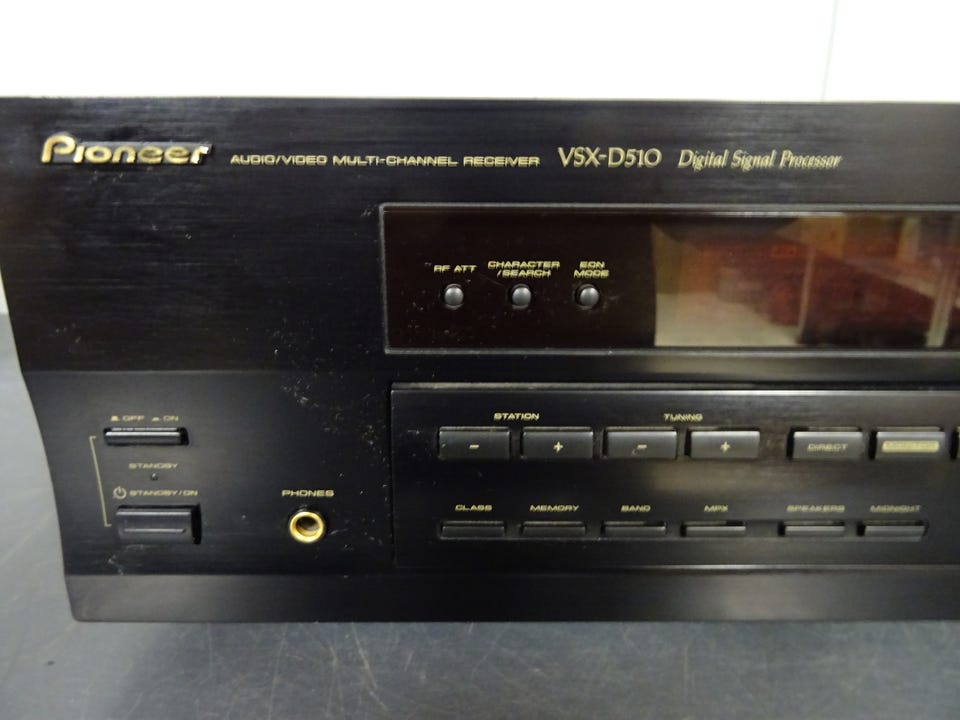 Pioneer AUDIO/VIDEO MULTI-CHANNEL RECEIVER VSX-D510 Digital Signal Processor
RF ATT CHARACTER /SEARCH EON MODE
OFF ON
STATION TUNING
- + - + DIRECT
STANDBY
STANDBY/ON
PHONES
CLASS MEMORY BAND MPX SPEAKERS MIDNIGHT